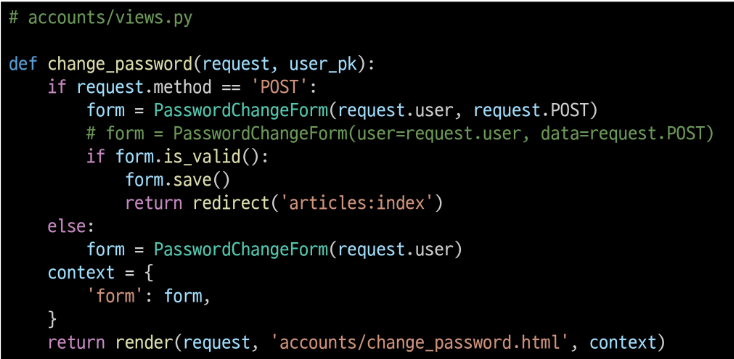 # accounts/views.py

def change_password(request, user_pk):
    if request.method == 'POST':
        form = PasswordChangeForm(request.user, request.POST)
        # form = PasswordChangeForm(user=request.user, data=request.POST)
        if form.is_valid():
            form.save()
            return redirect('articles:index')
    else:
        form = PasswordChangeForm(request.user)
    context = {
        'form': form,
    }
    return render(request, 'accounts/change_password.html', context)